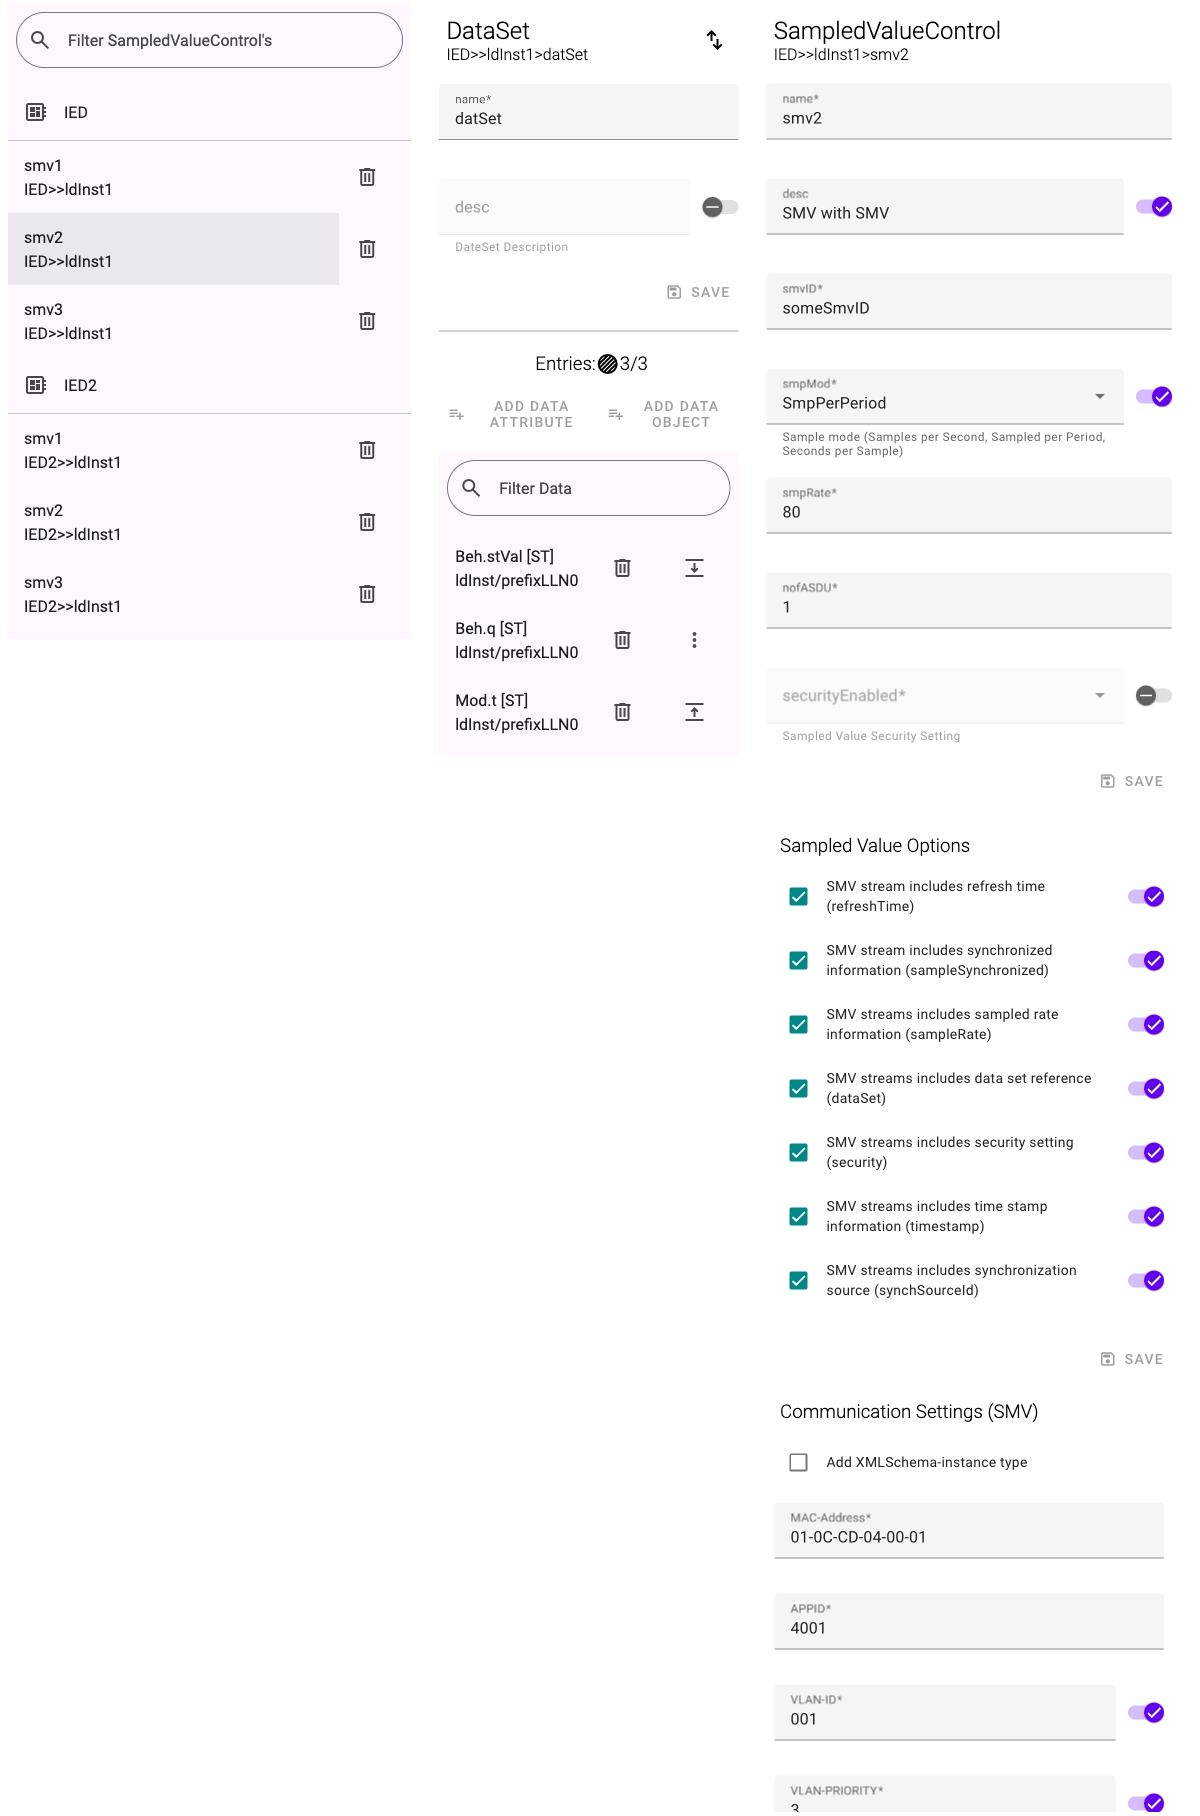 Filter SampledValueControl's
IED
smv1
IED>>ldInst1
smv2
IED>>ldInst1
smv3
IED>>ldInst1
IED2
smv1
IED2>>ldInst1
smv2
IED2>>ldInst1
smv3
IED2>>ldInst1
DataSet
IED>>ldInst1>datSet
name*
datSet
desc
DateSet Description
SAVE
Entries: 3/3
ADD DATA
ATTRIBUTE
ADD DATA
OBJECT
Filter Data
Beh.stVal [ST]
ldInst/prefixLLN0
Beh.q [ST]
ldInst/prefixLLN0
Mod.t [ST]
ldInst/prefixLLN0
SampledValueControl
IED>>ldInst1>smv2
name*
smv2
desc
SMV with SMV
smvID*
someSmvID
smpMod*
SmpPerPeriod
Sample mode (Samples per Second, Sampled per Period,
Seconds per Sample)
smpRate*
80
nofASDU*
1
securityEnabled*
Sampled Value Security Setting
SAVE
Sampled Value Options
SMV stream includes refresh time
(refreshTime)
SMV stream includes synchronized
information (sampleSynchronized)
SMV streams includes sampled rate
information (sampleRate)
SMV streams includes data set reference
(dataSet)
SMV streams includes security setting
(security)
SMV streams includes time stamp
information (timestamp)
SMV streams includes synchronization
source (synchSourceId)
SAVE
Communication Settings (SMV)
Add XMLSchema-instance type
MAC-Address*
01-0C-CD-04-00-01
APPID*
4001
VLAN-ID*
001
VLAN-PRIORITY*
3